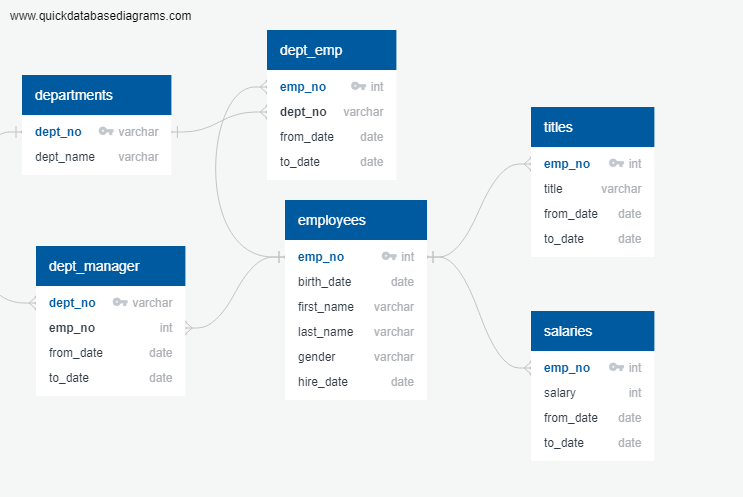 www.quickdatabasediagrams.com
dept_emp
emp_no int
dept_no varchar
from_date date
to_date date
departments
dept_no varchar
dept_name varchar
titles
emp_no int
title varchar
from_date date
to_date date
employees
emp_no int
birth_date date
first_name varchar
last_name varchar
gender varchar
hire_date date
dept_manager
dept_no varchar
emp_no int
from_date date
to_date date
salaries
emp_no int
salary int
from_date date
to_date date